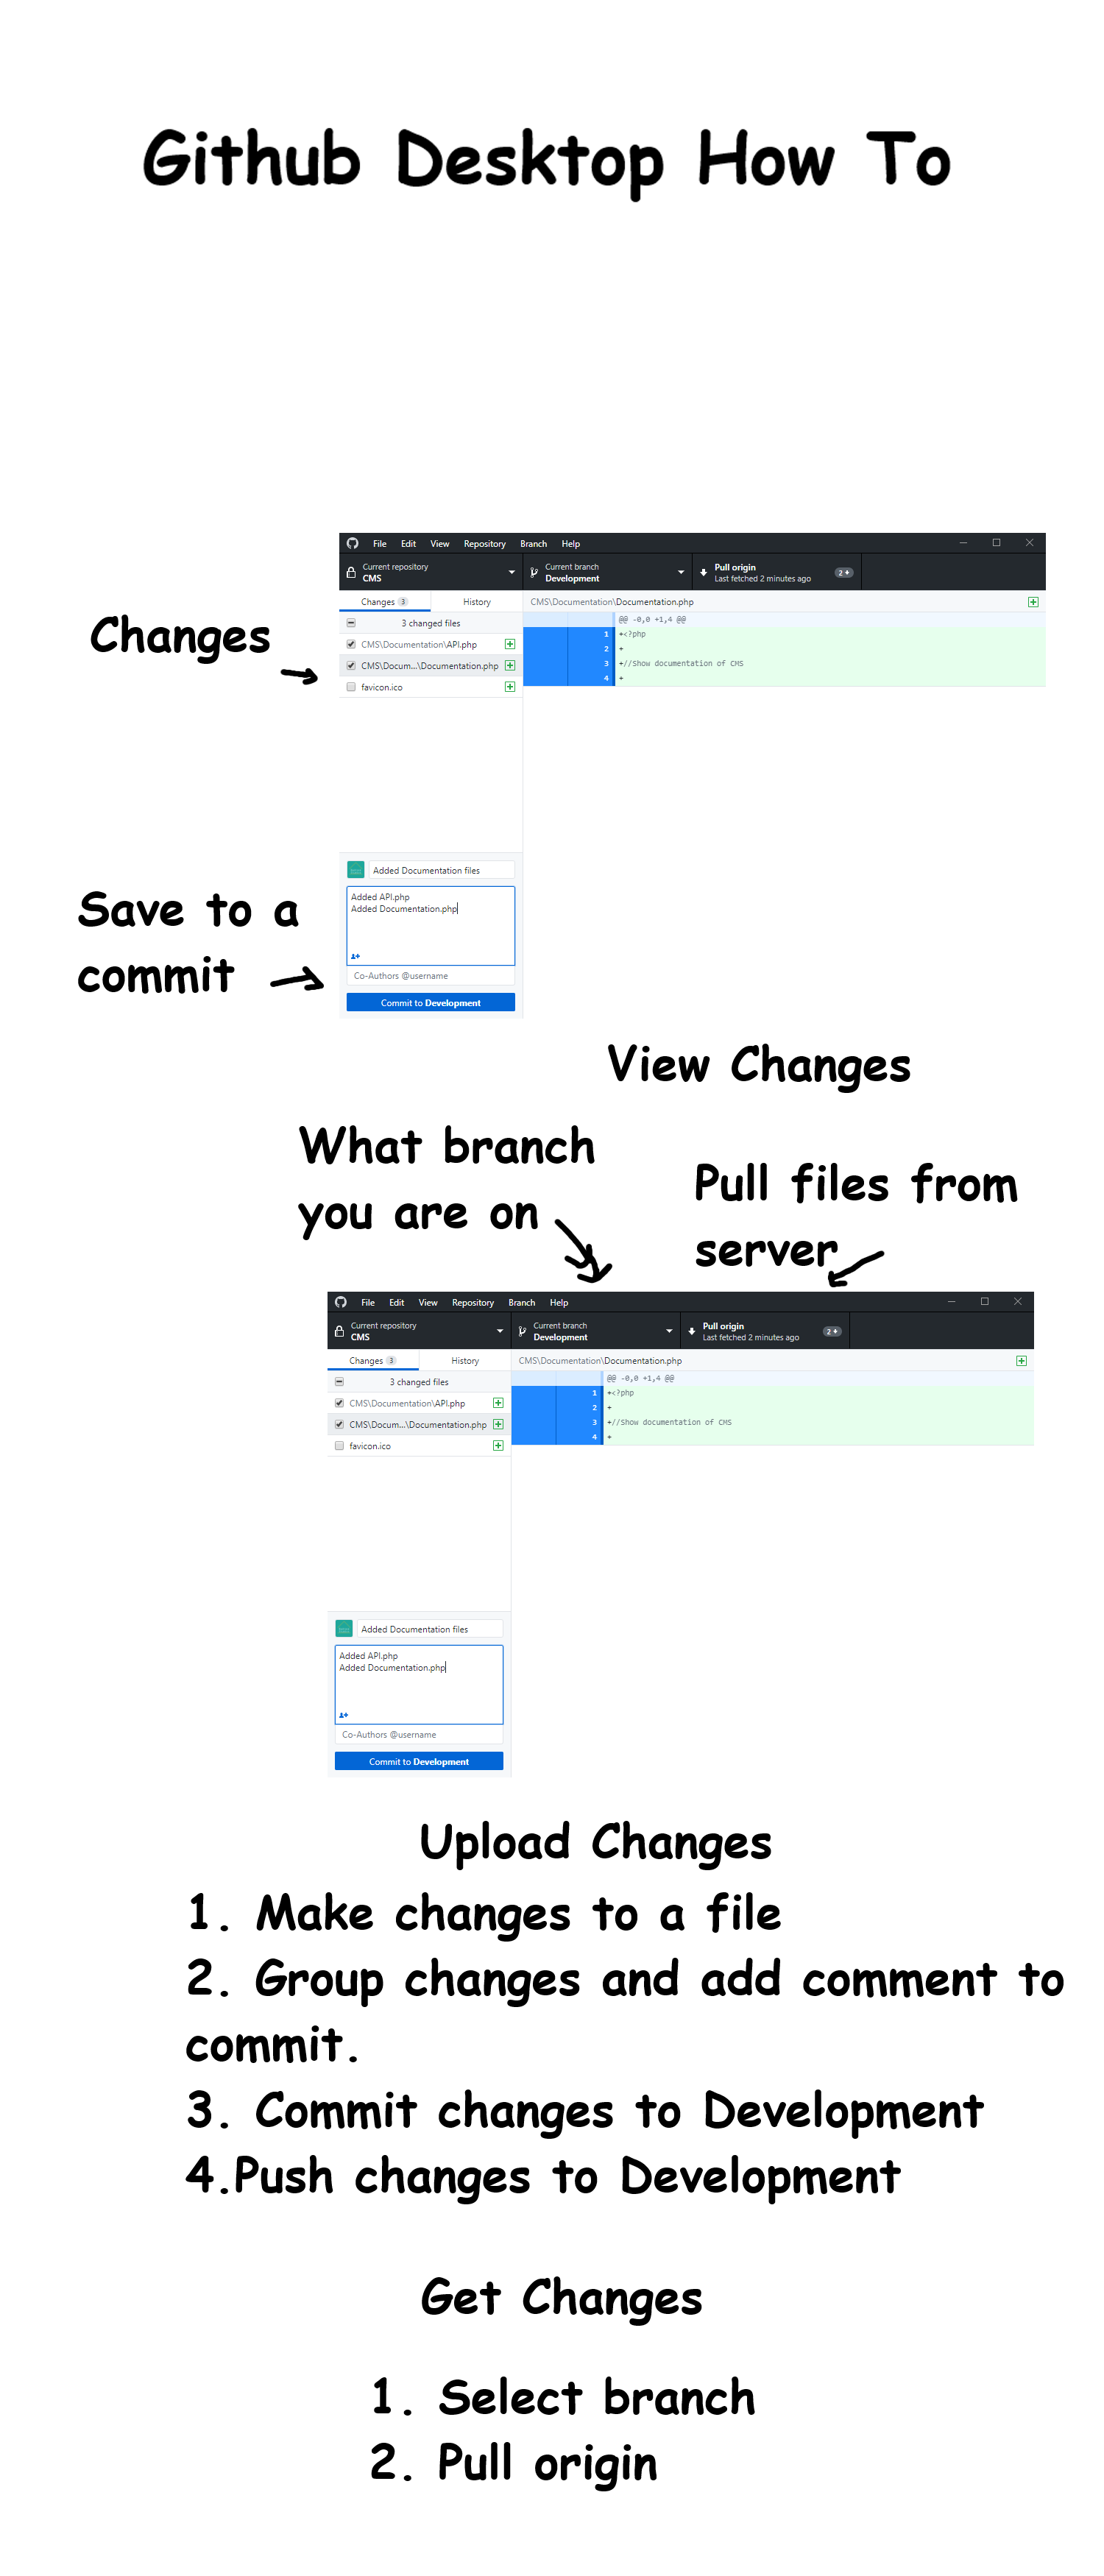 Github Desktop How To
File Edit View Repository Branch Help
Current repository
CMS
Current branch
Development
Pull origin
Last fetched 2 minutes ago
2
Changes 3
History
CMS\Documentation\Documentation.php
3 changed files
@@ -0,0 +1,4 @@
1 +<?php
2 +
3 +//Show documentation of CMS
4 +
CMS\Documentation\API.php
CMS\Docum...\Documentation.php
favicon.ico
Changes
Added Documentation files
Added API.php
Added Documentation.php
Co-Authors @username
Commit to Development
Save to a
commit
View Changes
What branch
you are on
Pull files from
server
File Edit View Repository Branch Help
Current repository
CMS
Current branch
Development
Pull origin
Last fetched 2 minutes ago
2
Changes 3
History
CMS\Documentation\Documentation.php
3 changed files
@@ -0,0 +1,4 @@
1 +<?php
2 +
3 +//Show documentation of CMS
4 +
CMS\Documentation\API.php
CMS\Docum...\Documentation.php
favicon.ico
Added Documentation files
Added API.php
Added Documentation.php
Co-Authors @username
Commit to Development
Upload Changes
1. Make changes to a file
2. Group changes and add comment to
commit.
3. Commit changes to Development
4.Push changes to Development
Get Changes
1. Select branch
2. Pull origin